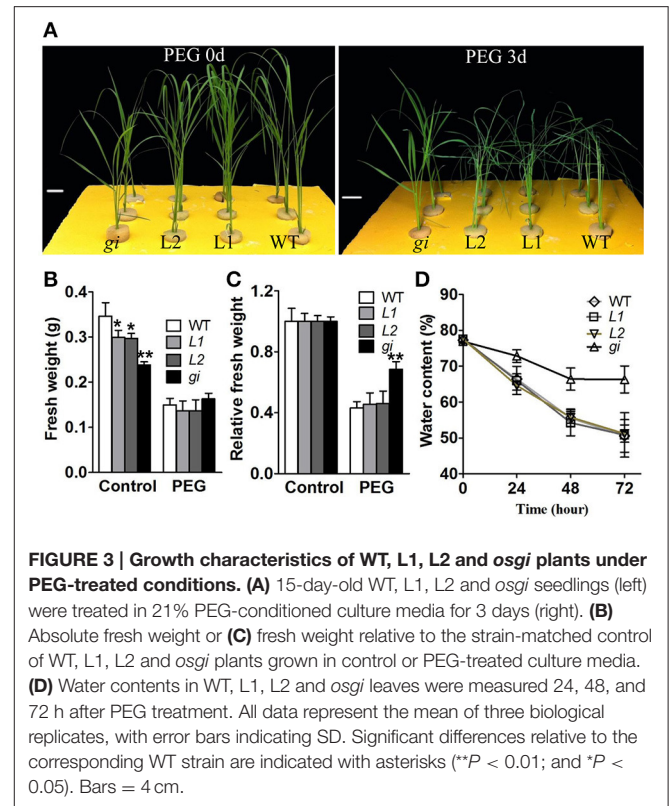 A
PEG 0d
PEG 3d
gi L2 L1 WT
gi L2 L1 WT
B
Fresh weight (g)
0.4
0.3
0.2
0.1
0.0
* * **
WT
L1
L2
gi
Control PEG
C
Relative fresh weight
1.2
0.8
0.4
0.0
**
WT
L1
L2
gi
Control PEG
D
Water content (%)
90
80
70
60
50
40
WT
L1
L2
gi
0 24 48 72
Time (hour)
FIGURE 3 | Growth characteristics of WT, L1, L2 and osgi plants under
PEG-treated conditions. (A) 15-day-old WT, L1, L2 and osgi seedlings (left)
were treated in 21% PEG-conditioned culture media for 3 days (right). (B)
Absolute fresh weight or (C) fresh weight relative to the strain-matched control
of WT, L1, L2 and osgi plants grown in control or PEG-treated culture media.
(D) Water contents in WT, L1, L2 and osgi leaves were measured 24, 48, and
72 h after PEG treatment. All data represent the mean of three biological
replicates, with error bars indicating SD. Significant differences relative to the
corresponding WT strain are indicated with asterisks (**P < 0.01; and *P <
0.05). Bars = 4 cm.